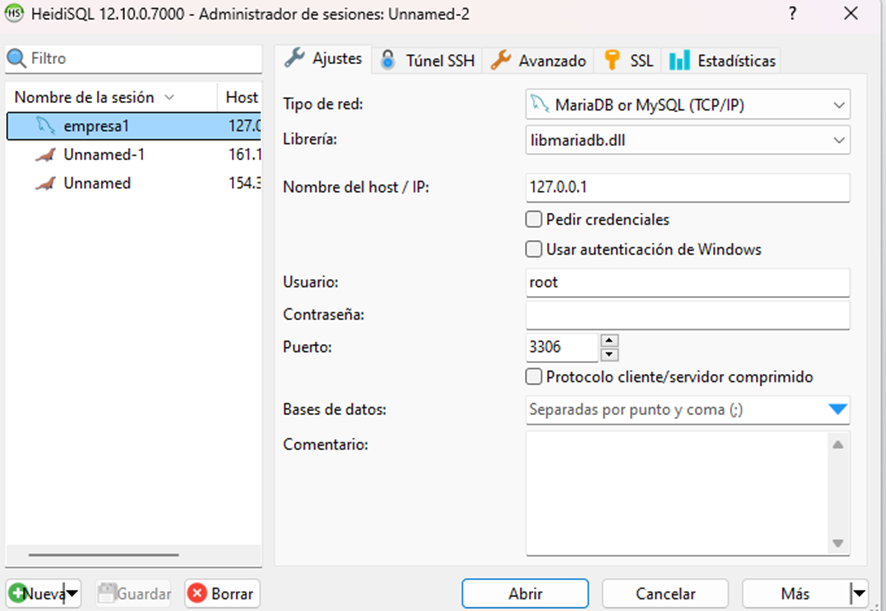 HeidiSQL 12.10.0.7000 - Administrador de sesiones: Unnamed-2
?
Filtro
Nombre de la sesión Host
empresa1 127.0
Unnamed-1 161.1
Unnamed 154.3
Ajustes Túnel SSH Avanzado SSL Estadísticas
Tipo de red: MariaDB or MySQL (TCP/IP)
Librería: libmariadb.dll
Nombre del host / IP: 127.0.0.1
Pedir credenciales
Usar autenticación de Windows
Usuario: root
Contraseña:
Puerto: 3306
Protocolo cliente/servidor comprimido
Bases de datos: Separadas por punto y coma (;)
Comentario:
Nueva Guardar Borrar Abrir Cancelar Más